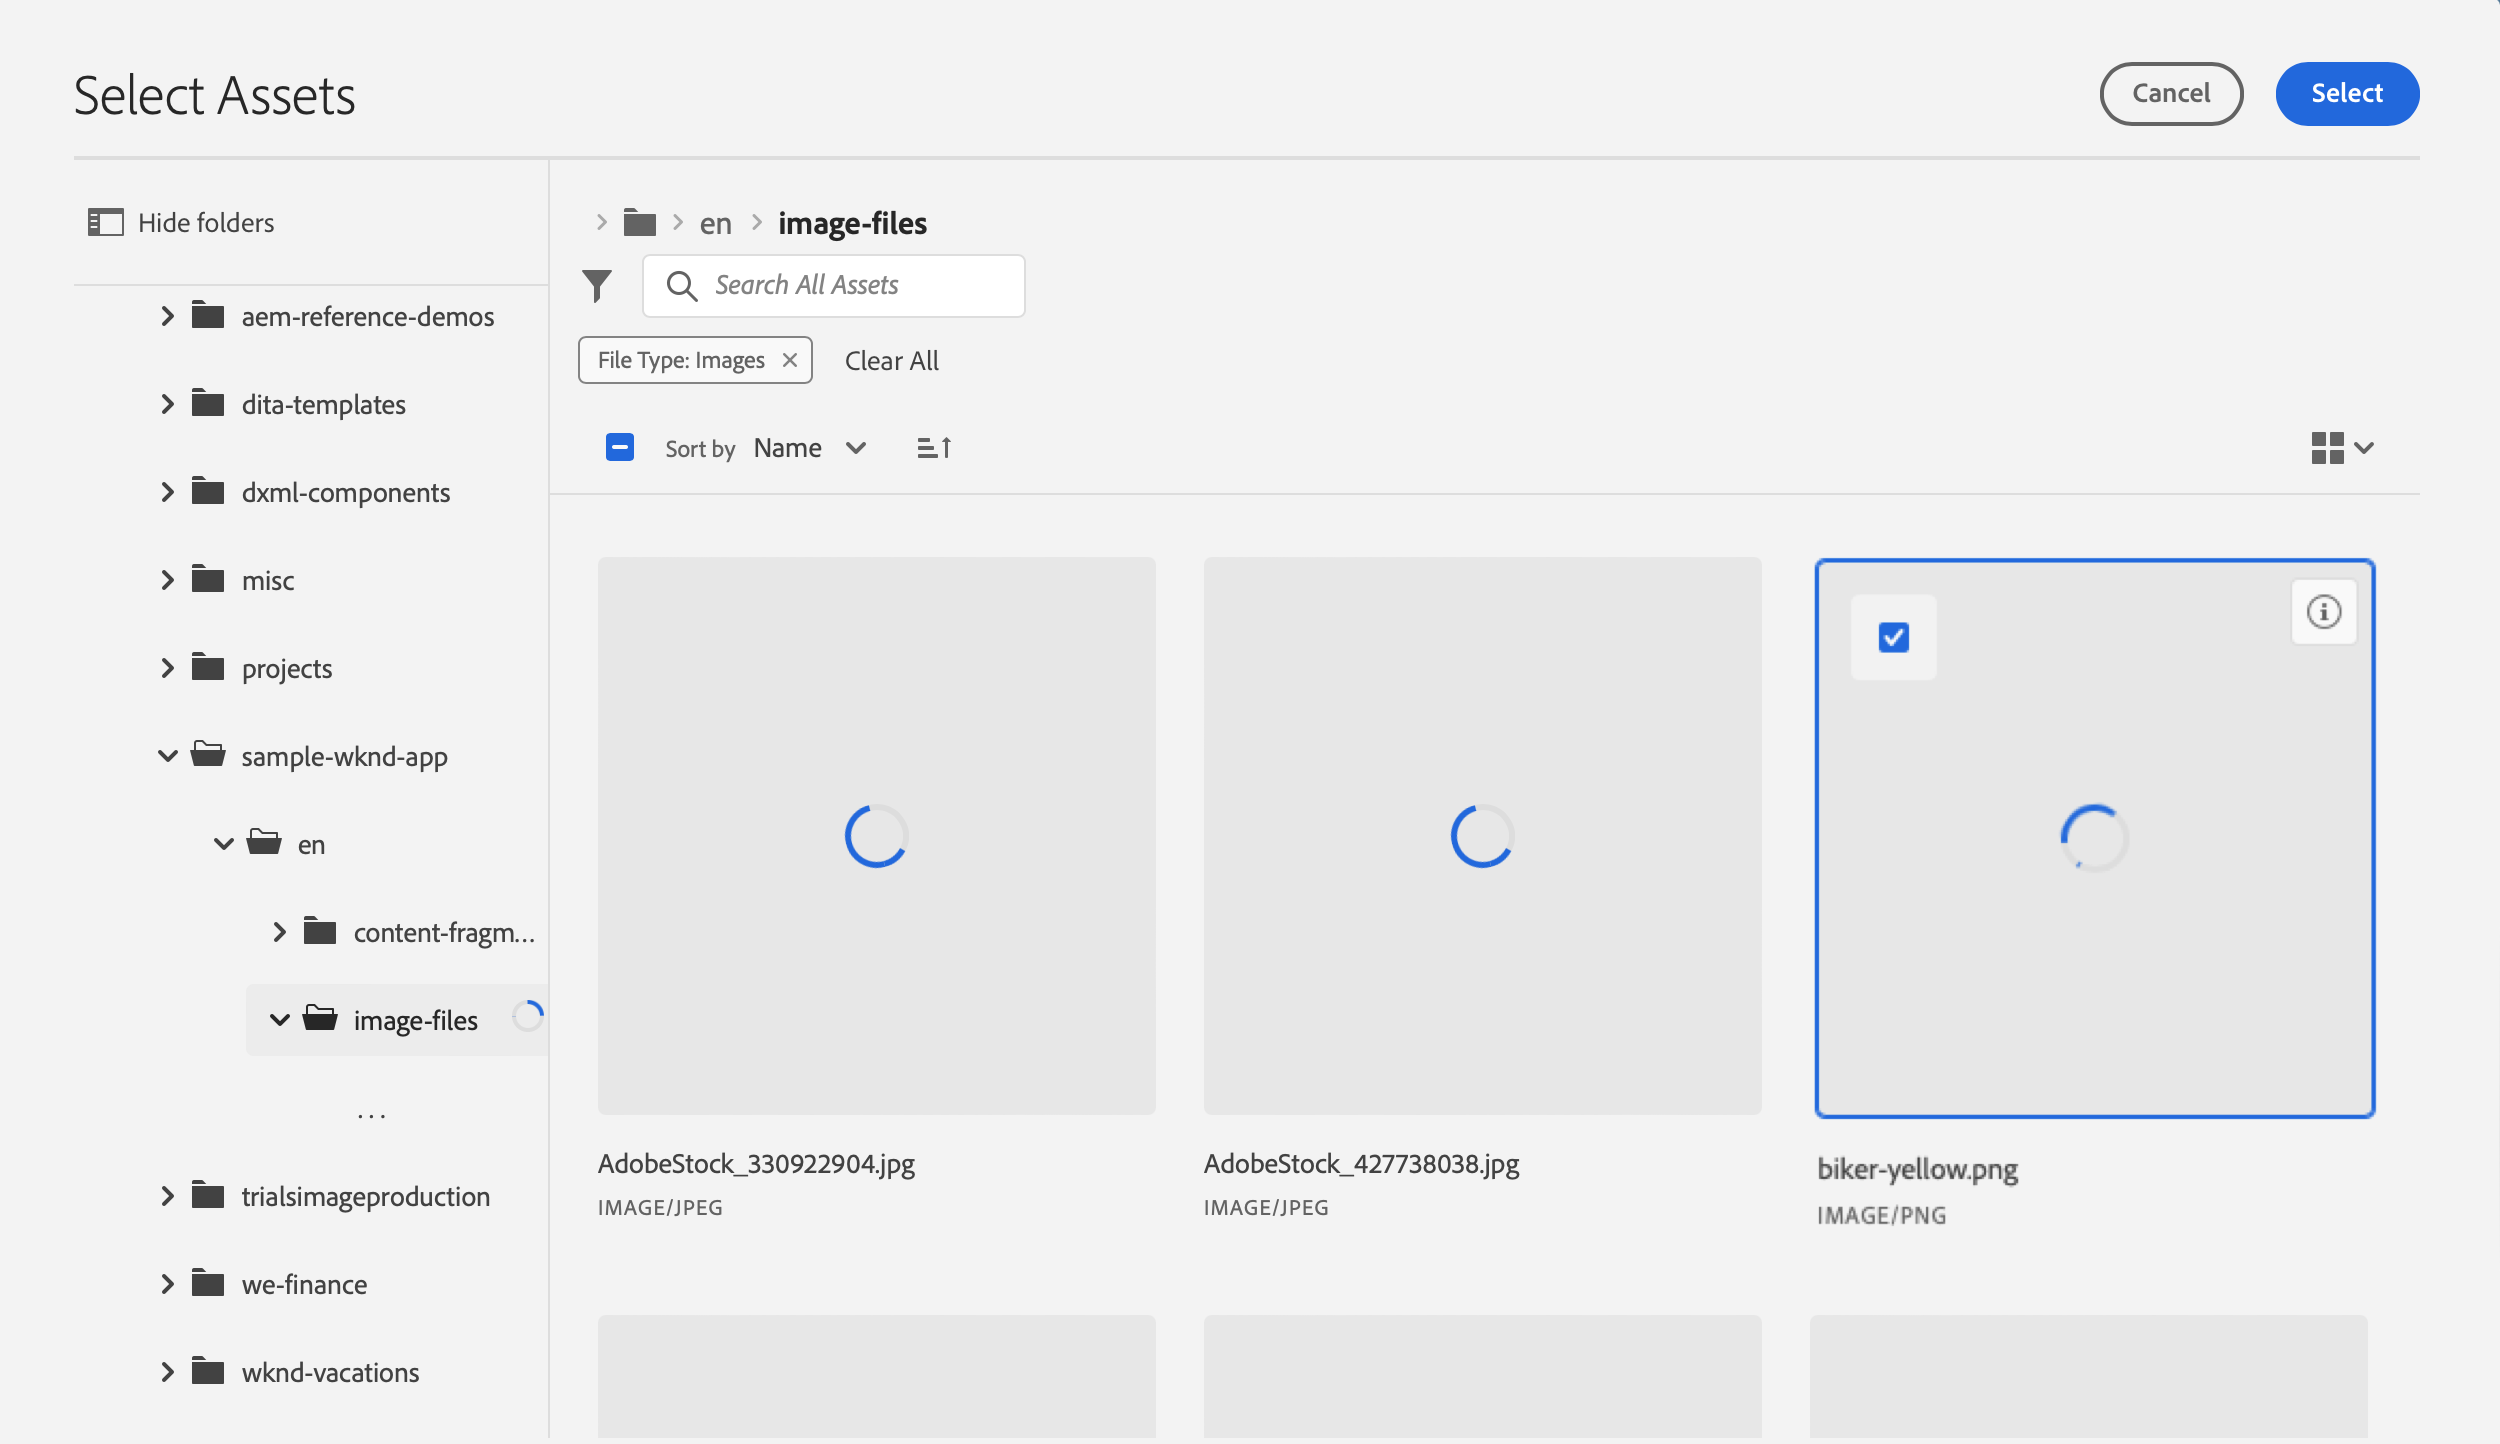 Select Assets
Cancel
Select
Hide folders
en
image-files
Search All Assets
File Type: Images
Clear All
Sort by
Name
aem-reference-demos
dita-templates
dxml-components
misc
projects
sample-wknd-app
en
content-fragm...
image-files
...
trialsimageproduction
we-finance
wknd-vacations
AdobeStock_330922904.jpg
IMAGE/JPEG
AdobeStock_427738038.jpg
IMAGE/JPEG
biker-yellow.png
IMAGE/PNG